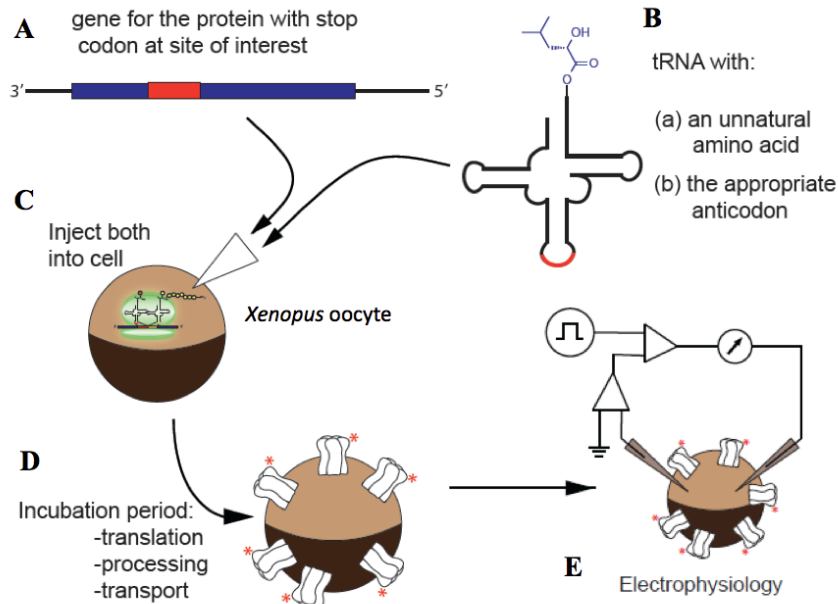 A
gene for the protein with stop
codon at site of interest
3′
5′
OH
O
O
B
tRNA with:
(a) an unnatural
amino acid
(b) the appropriate
anticodon
C
Inject both
into cell
Xenopus oocyte
D
Incubation period:
-translation
-processing
-transport
*
*
*
*
*
*
*
*
*
*
*
*
E
Electrophysiology